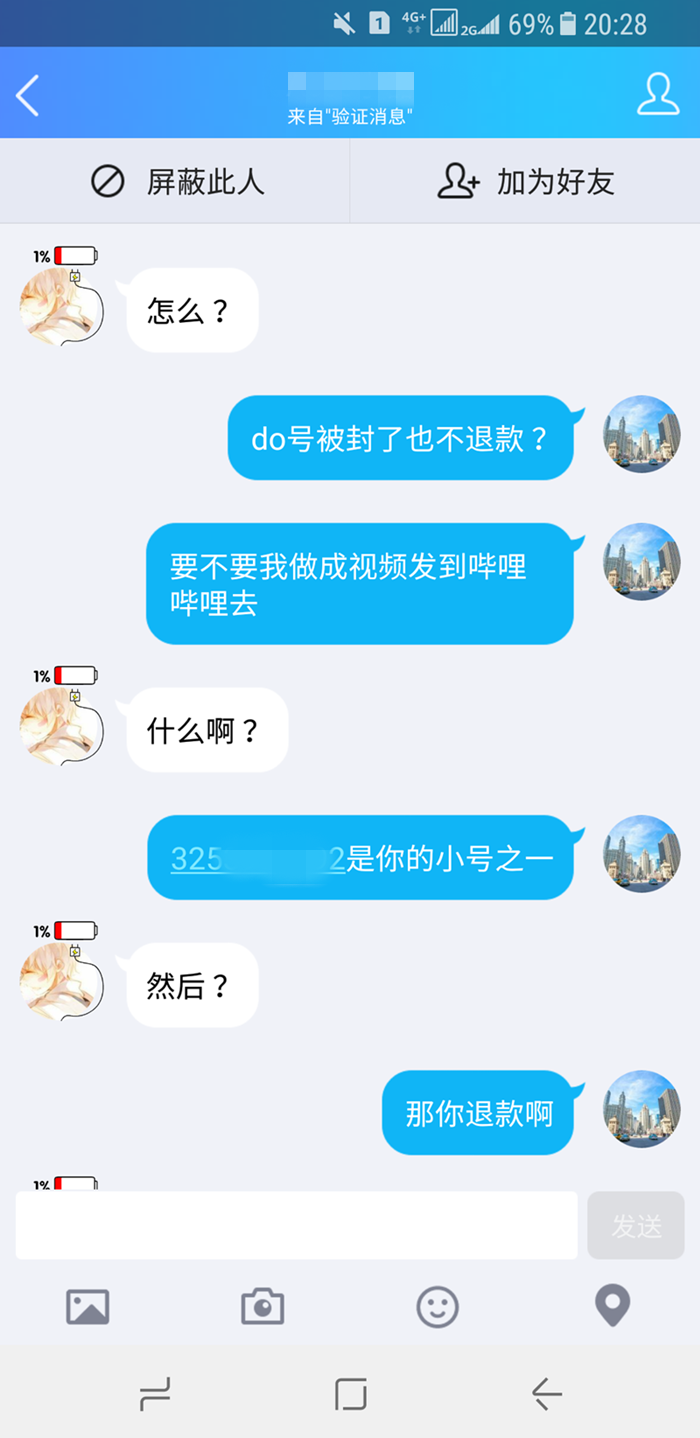 1
4G+
2G
69%
20:28
来自"验证消息"
屏蔽此人
加为好友
1%
怎么？
do号被封了也不退款？
要不要我做成视频发到哔哩
哔哩去
1%
什么啊？
325 2是你的小号之一
1%
然后？
那你退款啊
1%
发送